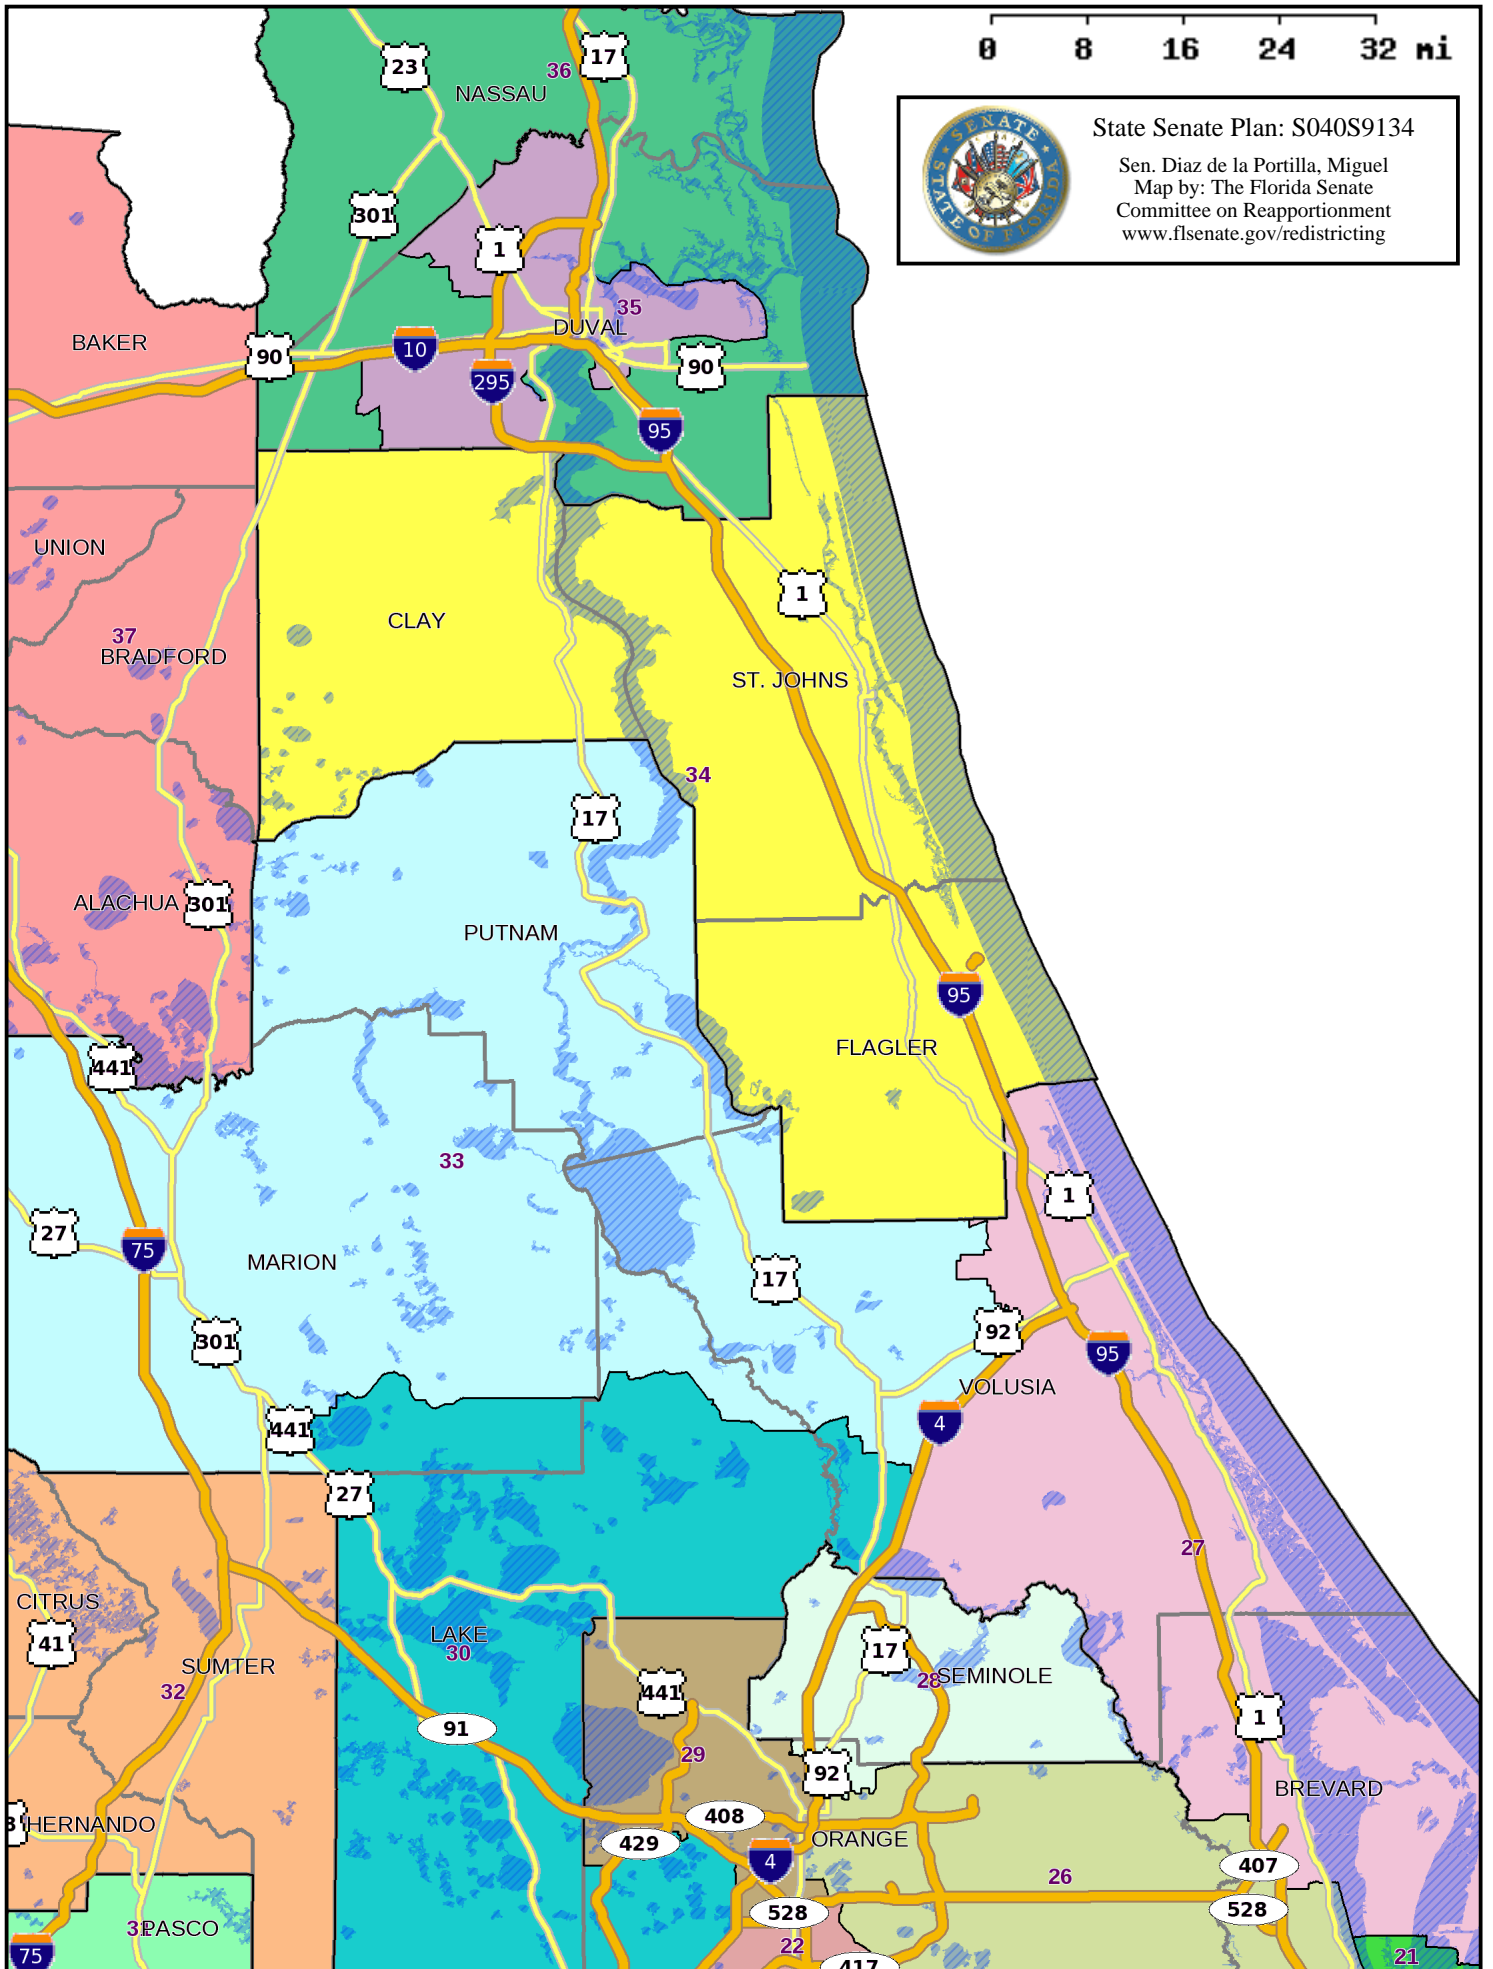 0 8 16 24 32 mi
State Senate Plan: S040S9134
Sen. Diaz de la Portilla, Miguel
Map by: The Florida Senate
Committee on Reapportionment
www.flsenate.gov/redistricting
SENATE
STATE OF FLORIDA
23
17
36
NASSAU
301
1
35
DUVAL
BAKER
90
10
90
295
95
UNION
1
CLAY
37
BRADFORD
ST. JOHNS
34
17
ALACHUA
301
PUTNAM
95
FLAGLER
441
33
1
27
75
MARION
17
301
92
95
VOLUSIA
4
441
27
27
CITRUS
41
LAKE
30
17
SUMTER
28
SEMINOLE
32
441
1
91
29
92
BREVARD
408
HERNANDO
429
ORANGE
4
407
26
528
528
31
PASCO
22
75
417
21